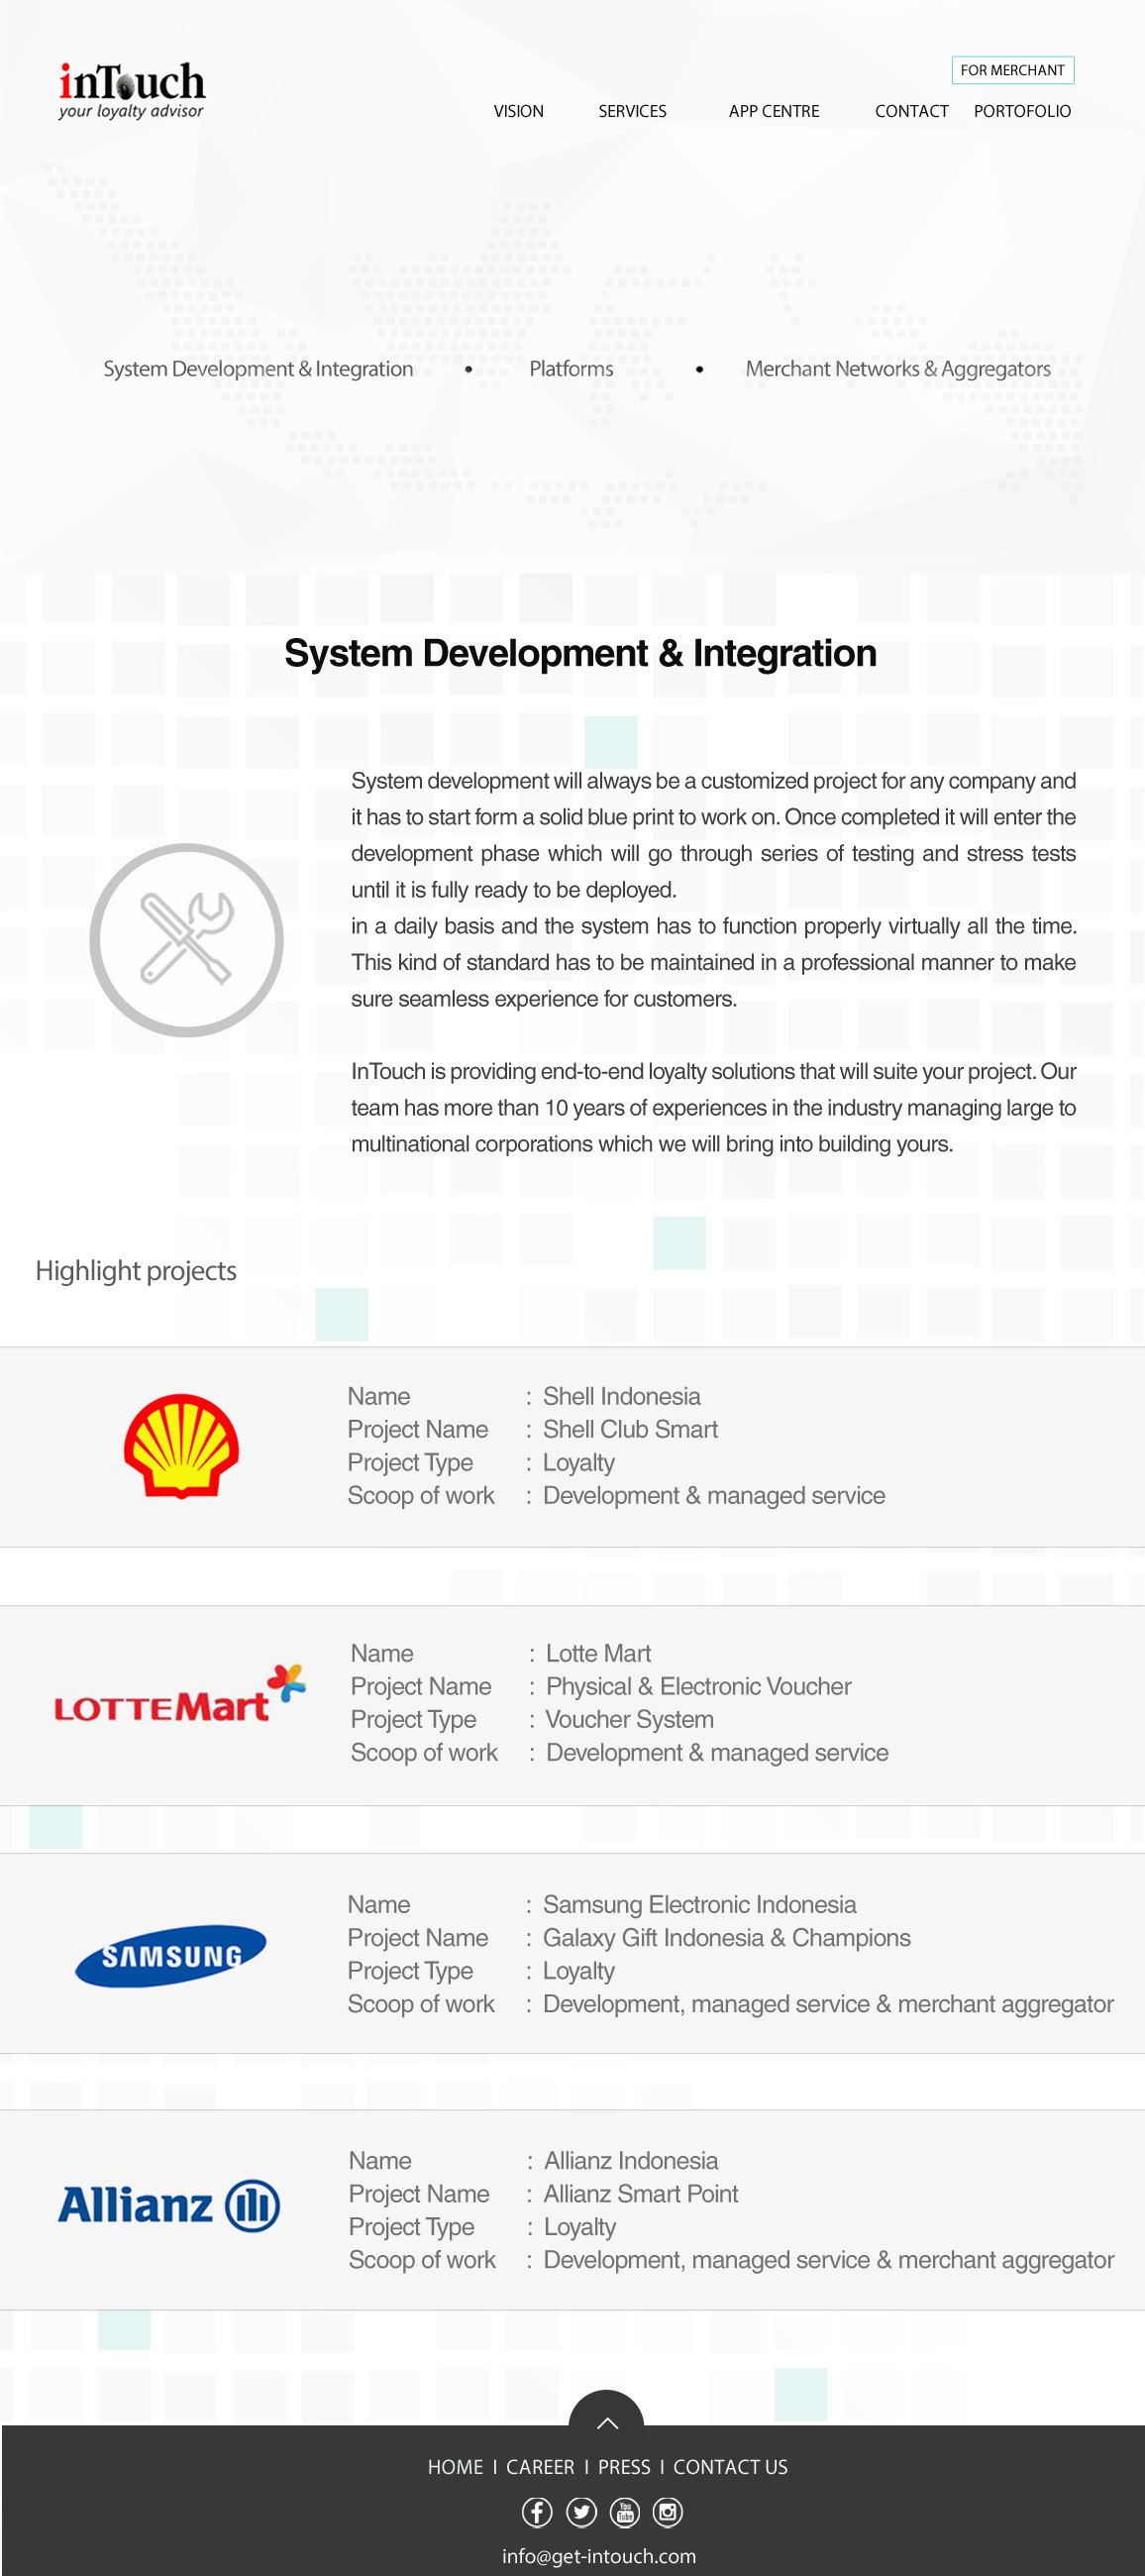 inTouch
your loyalty advisor
FOR MERCHANT
VISION SERVICES APP CENTRE CONTACT PORTOFOLIO
System Development & Integration • Platforms • Merchant Networks & Aggregators
System Development & Integration
System development will always be a customized project for any company and
it has to start form a solid blue print to work on. Once completed it will enter the
development phase which will go through series of testing and stress tests
until it is fully ready to be deployed.
in a daily basis and the system has to function properly virtually all the time.
This kind of standard has to be maintained in a professional manner to make
sure seamless experience for customers.
InTouch is providing end-to-end loyalty solutions that will suite your project. Our
team has more than 10 years of experiences in the industry managing large to
multinational corporations which we will bring into building yours.
Highlight projects
Name : Shell Indonesia
Project Name : Shell Club Smart
Project Type : Loyalty
Scoop of work : Development & managed service
LOTTE Mart
Name : Lotte Mart
Project Name : Physical & Electronic Voucher
Project Type : Voucher System
Scoop of work : Development & managed service
SAMSUNG
Name : Samsung Electronic Indonesia
Project Name : Galaxy Gift Indonesia & Champions
Project Type : Loyalty
Scoop of work : Development, managed service & merchant aggregator
Allianz
Name : Allianz Indonesia
Project Name : Allianz Smart Point
Project Type : Loyalty
Scoop of work : Development, managed service & merchant aggregator
HOME | CAREER | PRESS | CONTACT US
You Tube
info@get-intouch.com